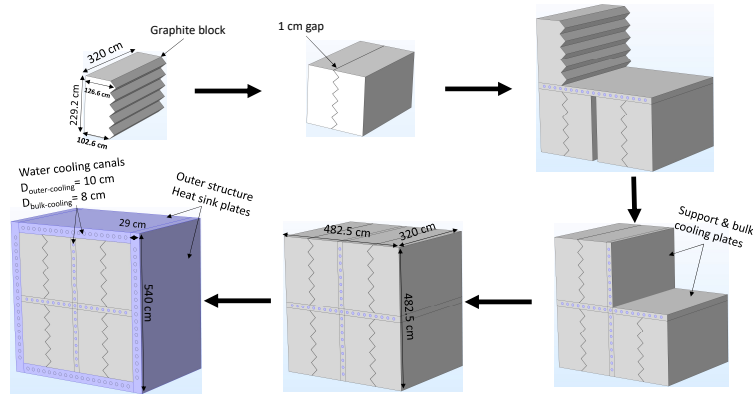 320 cm
Graphite block
126.6 cm
229.2 cm
102.6 cm
1 cm gap
Water cooling canals
D_outer-cooling = 10 cm
D_bulk-cooling = 8 cm
Outer structure
Heat sink plates
29 cm
540 cm
482.5 cm
320 cm
482.5 cm
Support & bulk
cooling plates